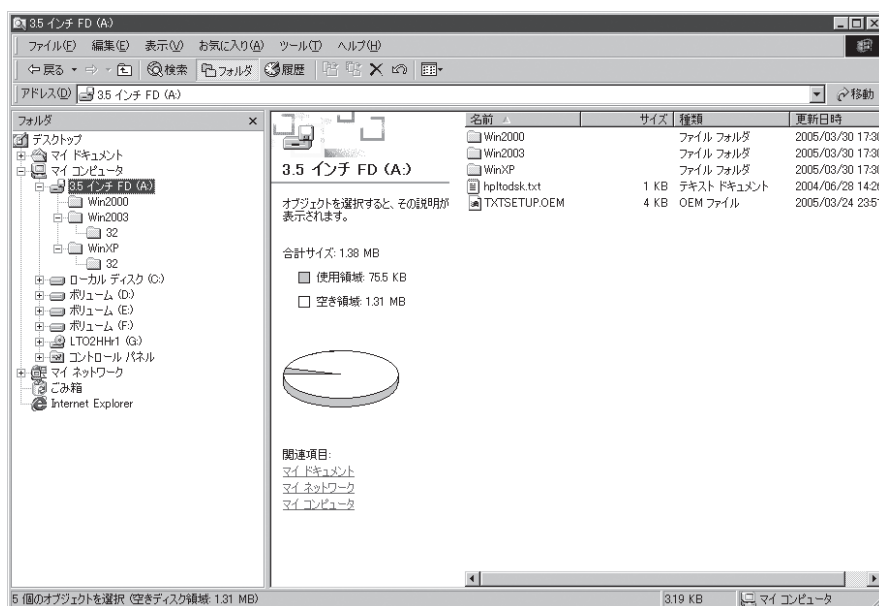 3.5 インチ FD (A:)
ファイル(F) 編集(E) 表示(V) お気に入り(A) ツール(T) ヘルプ(H)
戻る 検索 フォルダ 履歴
アドレス(D) 3.5 インチ FD (A:) 移動
フォルダ ×
デスクトップ
マイ ドキュメント
マイ コンピュータ
3.5 インチ FD (A:)
Win2000
Win2003
32
WinXP
32
ローカル ディスク (C:)
ボリューム (D:)
ボリューム (E:)
ボリューム (F:)
LTO2HHr1 (G:)
コントロール パネル
マイ ネットワーク
ごみ箱
Internet Explorer
3.5 インチ FD (A:)
オブジェクトを選択すると、その説明が
表示されます。
合計サイズ: 1.38 MB
使用領域: 75.5 KB
空き領域: 1.31 MB
関連項目:
マイ ドキュメント
マイ ネットワーク
マイ コンピュータ
名前 サイズ 種類 更新日時
Win2000 ファイル フォルダ 2005/03/30 17:30
Win2003 ファイル フォルダ 2005/03/30 17:30
WinXP ファイル フォルダ 2005/03/30 17:30
hpltodsk.txt 1 KB テキスト ドキュメント 2004/06/28 14:26
TXTSETUP.OEM 4 KB OEM ファイル 2005/03/24 23:51
5 個のオブジェクトを選択 (空きディスク領域: 1.31 MB) 3.19 KB マイ コンピュータ